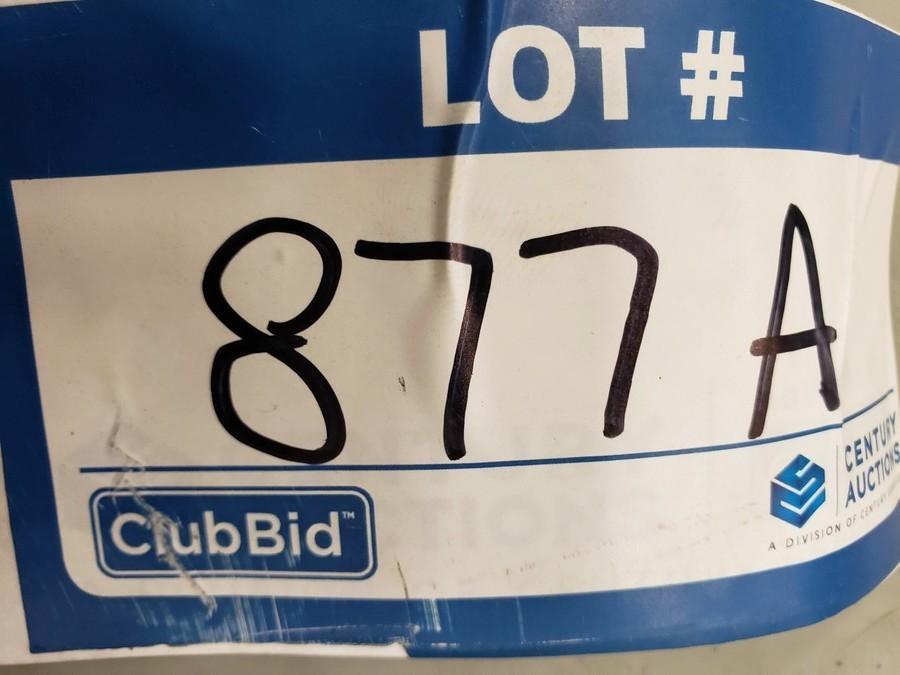 LOT #
877 A
ClubBid™
CENTURY
AUCTIONS
A DIVISION OF CENTURY